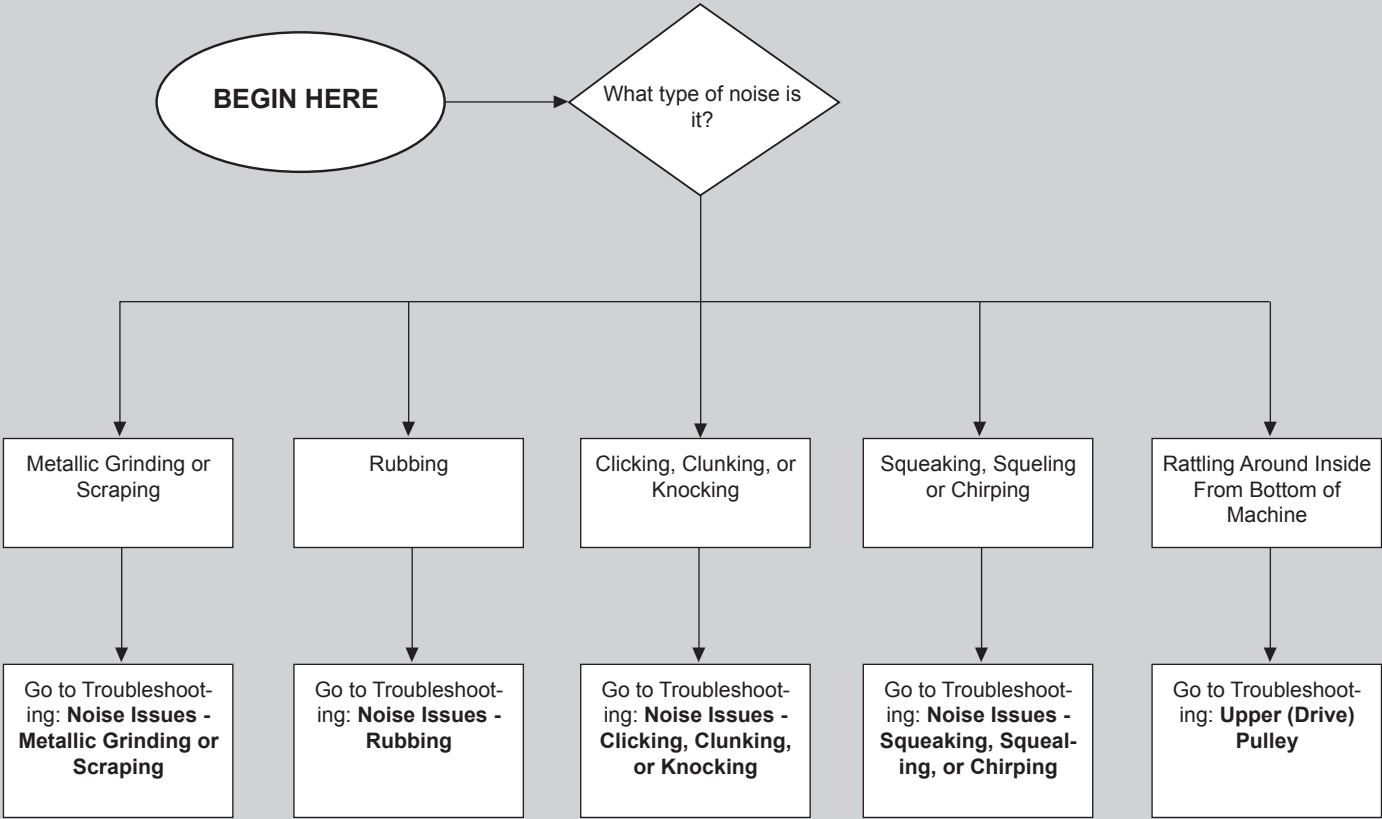 BEGIN HERE
What type of noise is
it?
Metallic Grinding or
Scraping
Rubbing
Clicking, Clunking, or
Knocking
Squeaking, Squeling
or Chirping
Rattling Around Inside
From Bottom of
Machine
Go to Troubleshoot-
ing: Noise Issues -
Metallic Grinding or
Scraping
Go to Troubleshoot-
ing: Noise Issues -
Rubbing
Go to Troubleshoot-
ing: Noise Issues -
Clicking, Clunking,
or Knocking
Go to Troubleshoot-
ing: Noise Issues -
Squeaking, Squeal-
ing, or Chirping
Go to Troubleshoot-
ing: Upper (Drive)
Pulley